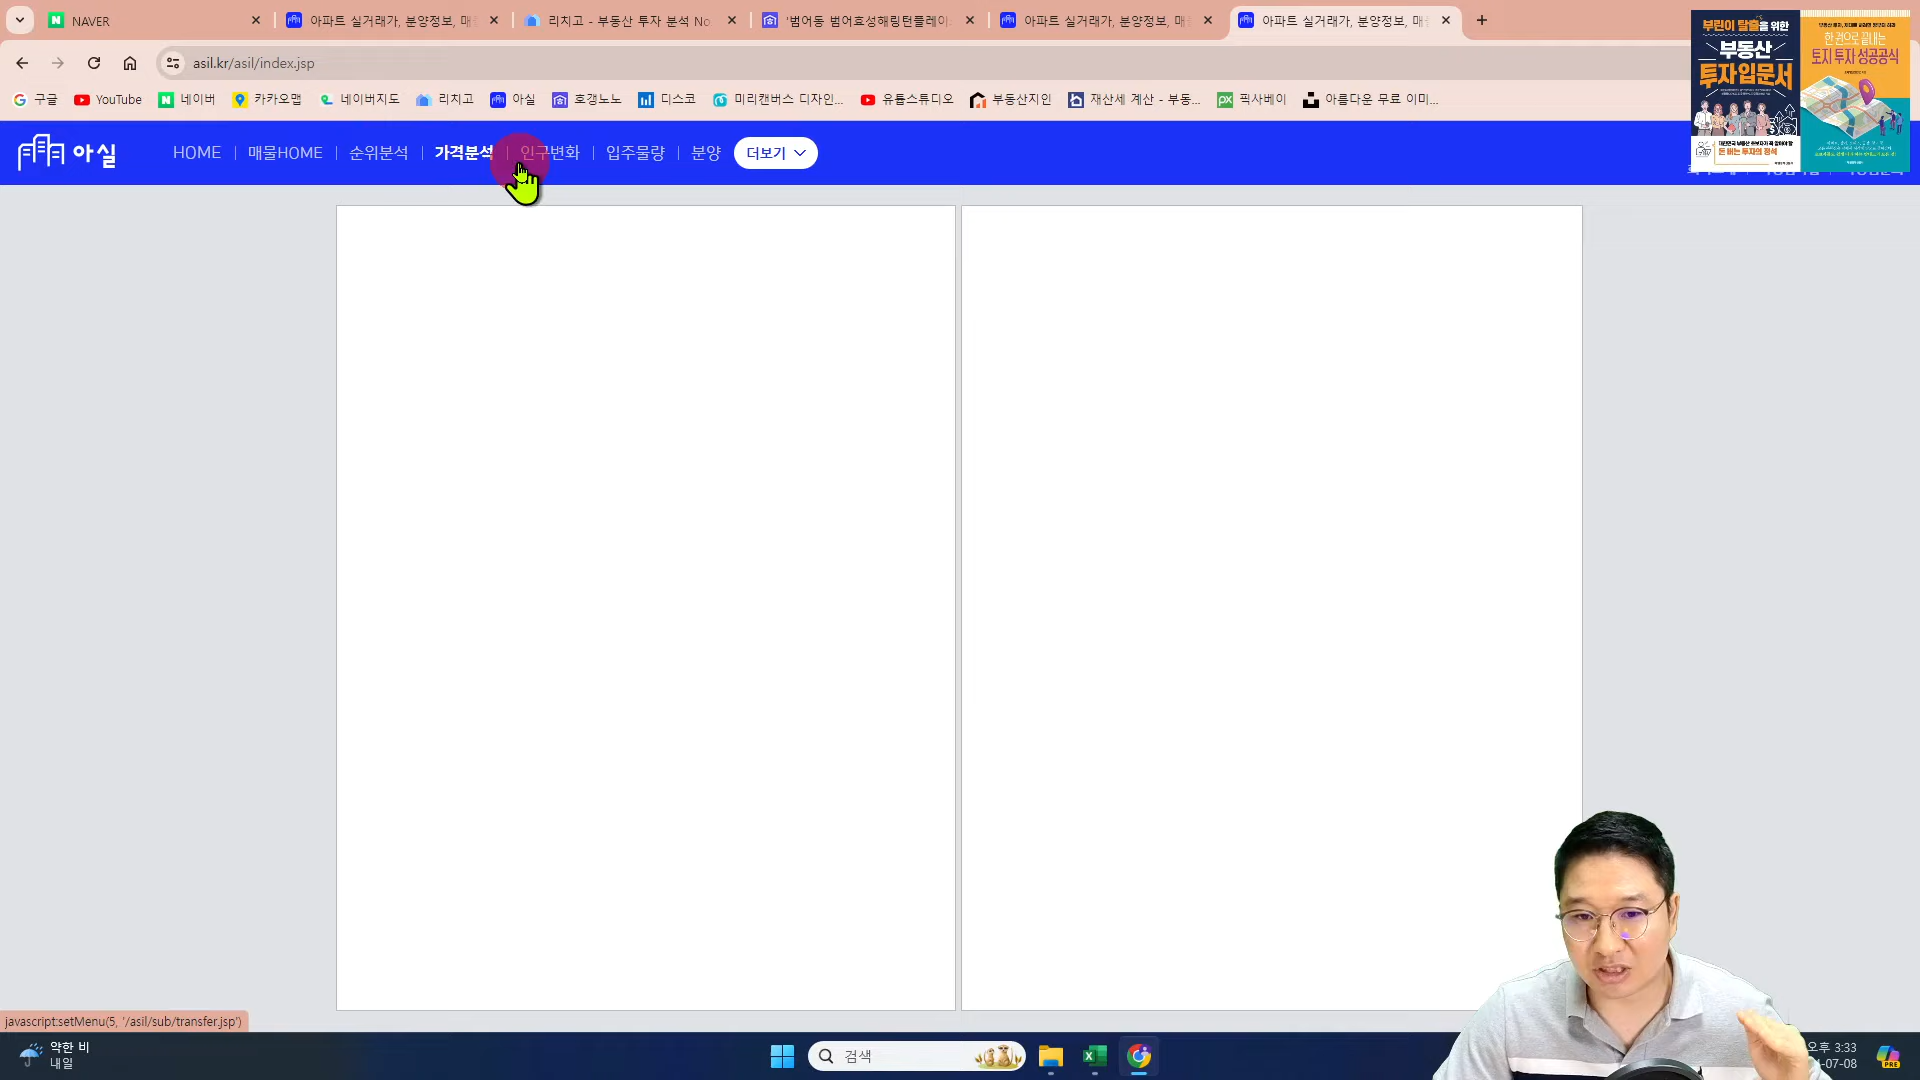 NAVER
아파트 실거래가, 분양정보, 매
리치고 - 부동산 투자 분석 No
'범어동 범어효성해링턴플레이
아파트 실거래가, 분양정보, 매
아파트 실거래가, 분양정보, 매
asil.kr/asil/index.jsp
구글
YouTube
네이버
카카오맵
네이버지도
리치고
아실
호갱노노
디스코
미리캔버스 디자인...
유튭스튜디오
부동산지인
재산세 계산 - 부동...
픽사베이
아름다운 무료 이미...
부린이 탈출을 위한
부동산
투자입문서
돈 버는 투자의 정석
한 권으로 끝내는
토지 투자 성공공식
아실
HOME
매물HOME
순위분석
가격분석
인구변화
입주물량
분양
더보기
javascript:setMenu(5, '/asil/sub/transfer.jsp')
약한 비
내일
검색
오후 3:33
-07-08
PRE